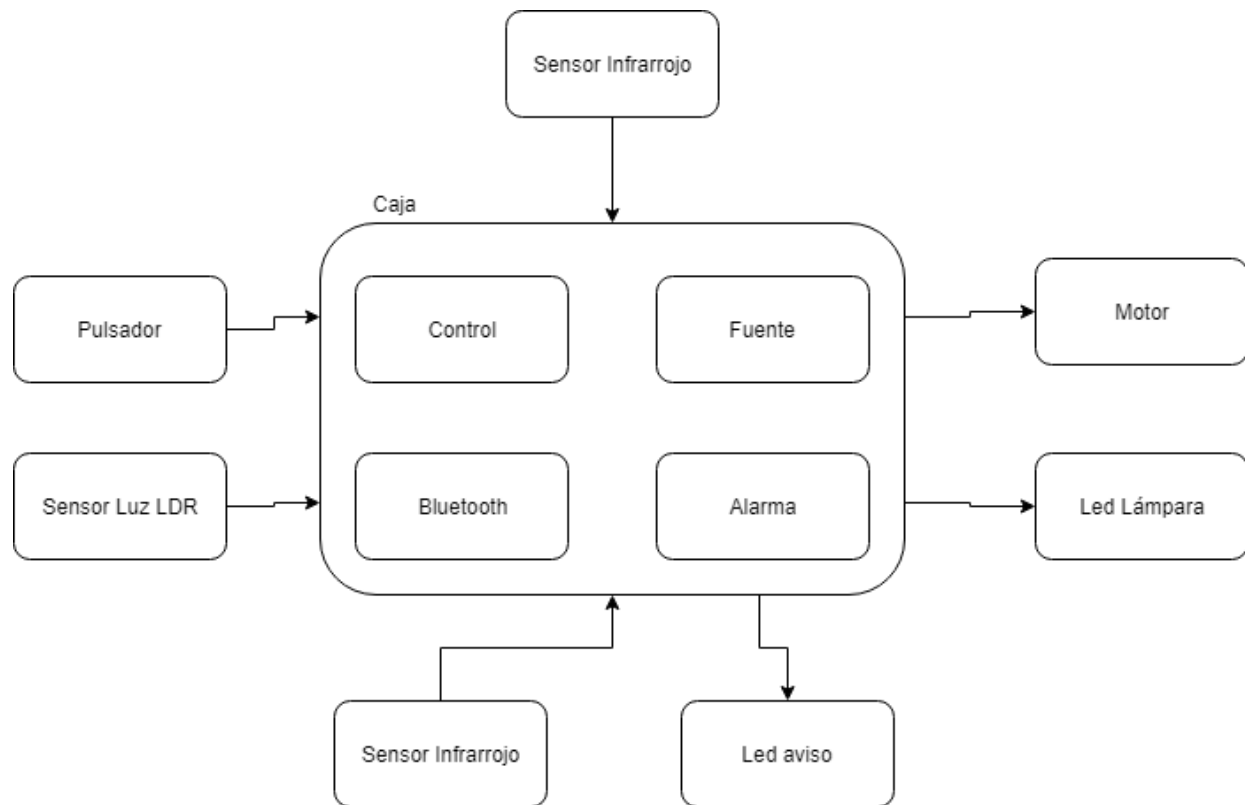 Sensor Infrarrojo
Caja
Pulsador
Control
Fuente
Motor
Sensor Luz LDR
Bluetooth
Alarma
Led Lámpara
Sensor Infrarrojo
Led aviso